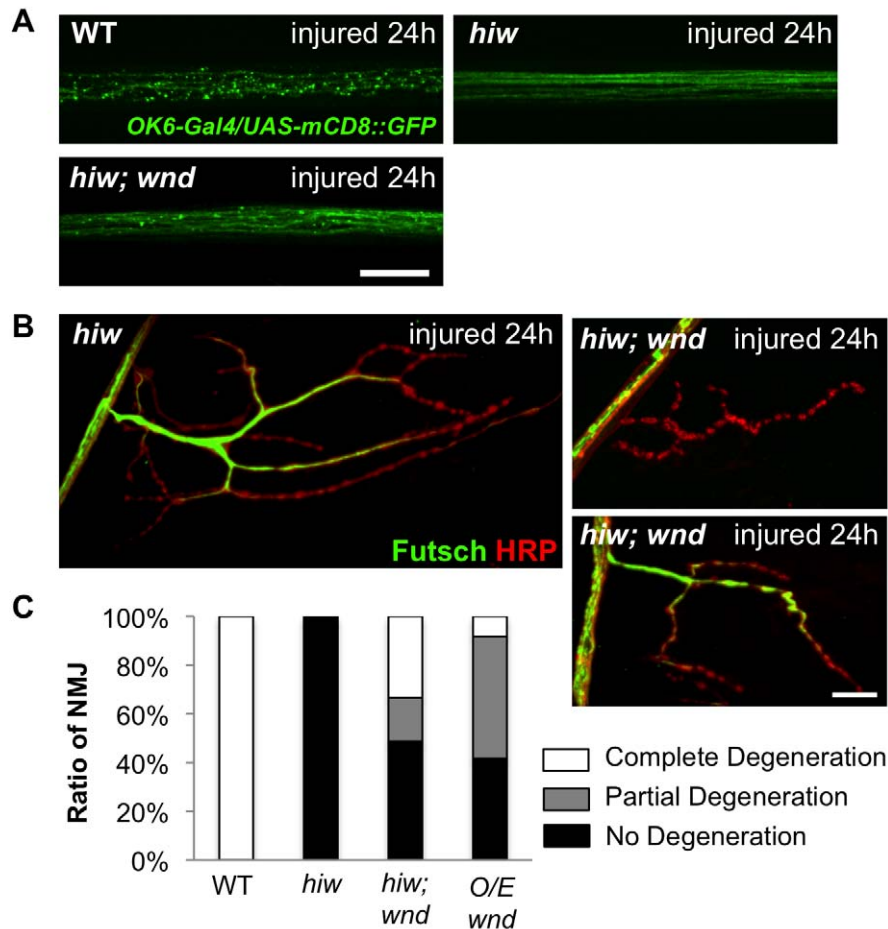 A
WT injured 24h
OK6-Gal4/UAS-mCD8::GFP
hiw injured 24h
hiw; wnd injured 24h
B
hiw injured 24h
Futsch HRP
hiw; wnd injured 24h
hiw; wnd injured 24h
C
Ratio of NMJ
100%
80%
60%
40%
20%
0%
WT
hiw
hiw;
wnd
O/E
wnd
Complete Degeneration
Partial Degeneration
No Degeneration